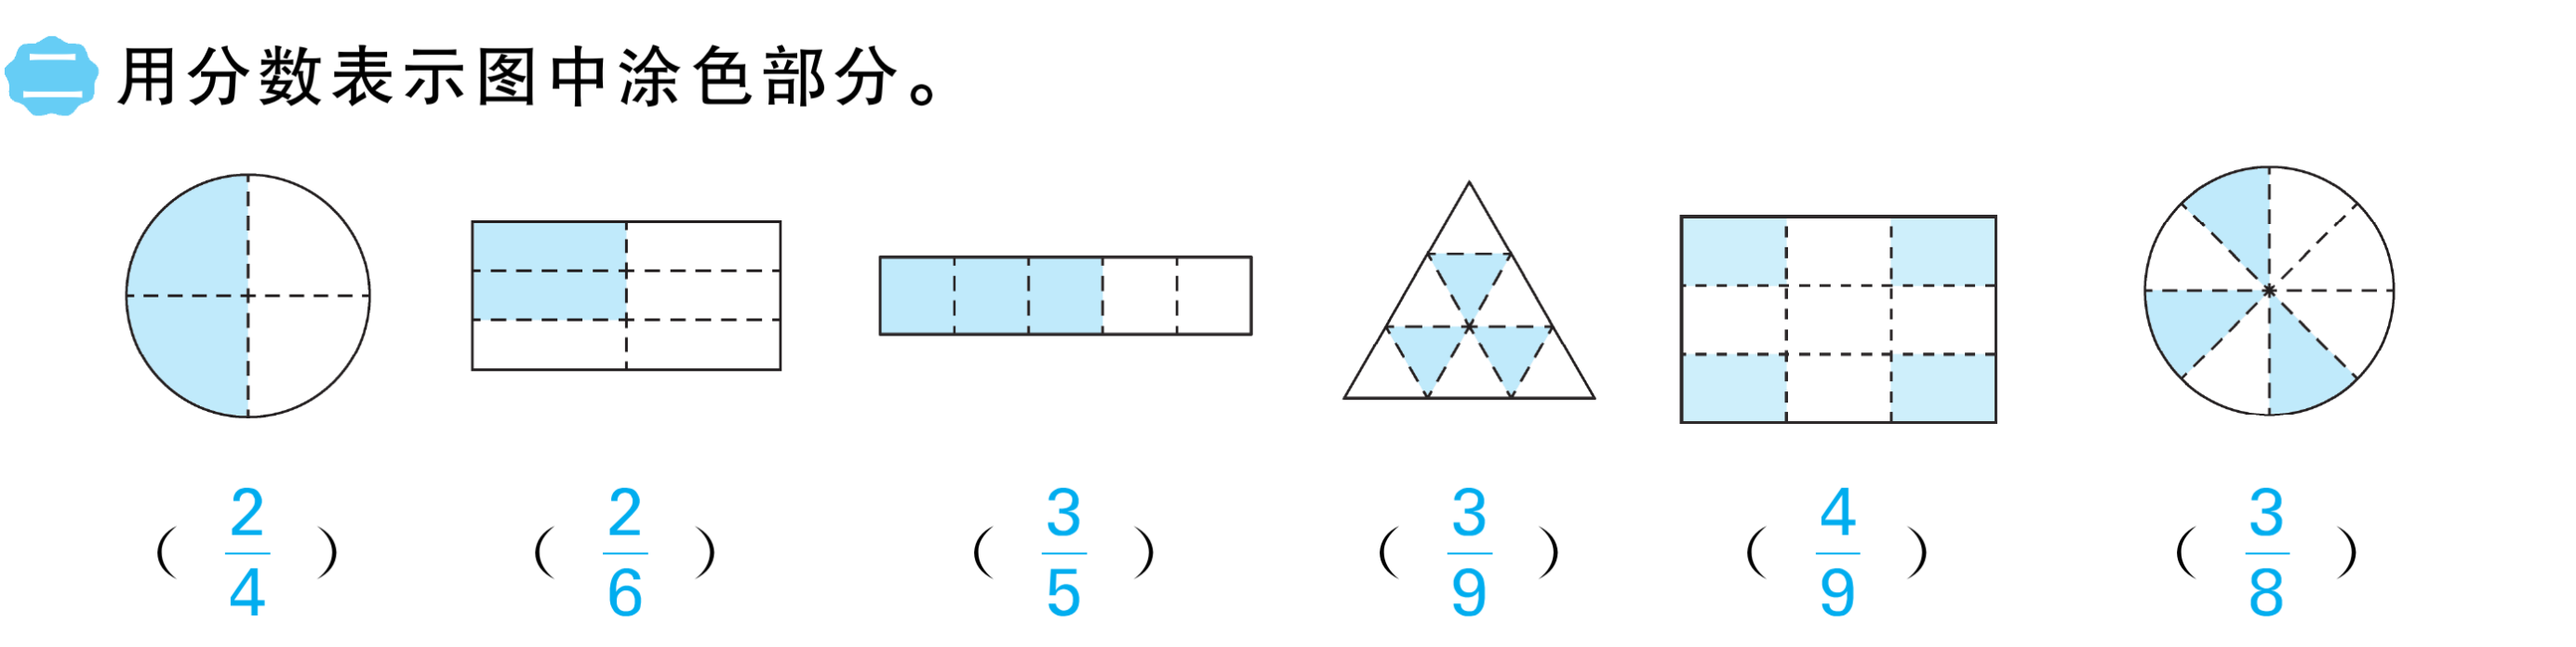 二 用分数表示图中涂色部分。
( 2/4 ) ( 2/6 ) ( 3/5 ) ( 3/9 ) ( 4/9 ) ( 3/8 )